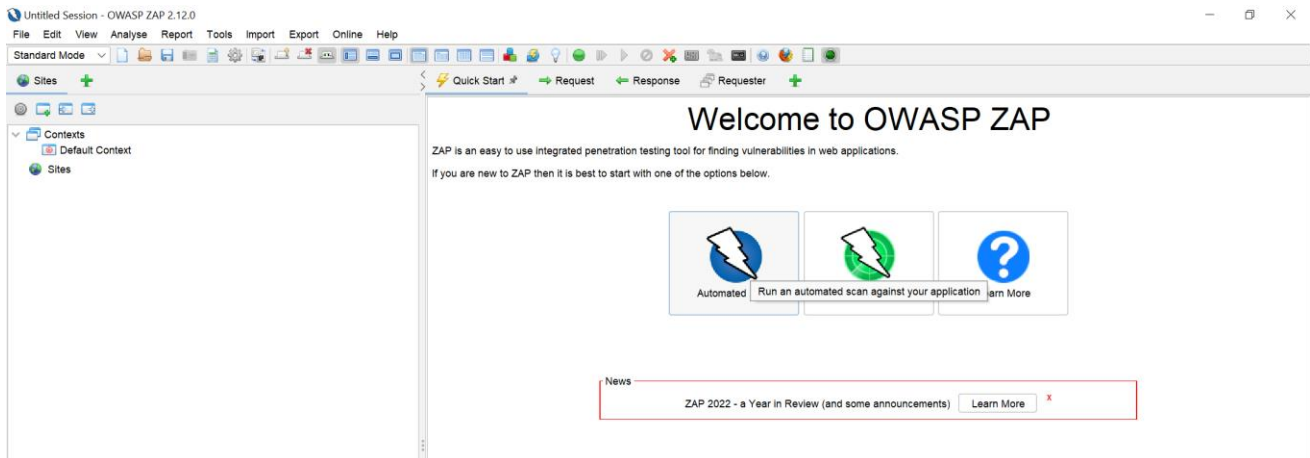 Untitled Session - OWASP ZAP 2.12.0
File Edit View Analyse Report Tools Import Export Online Help
Standard Mode
Sites
Quick Start
Request
Response
Requester
Contexts
Default Context
Sites
Welcome to OWASP ZAP
ZAP is an easy to use integrated penetration testing tool for finding vulnerabilities in web applications.
If you are new to ZAP then it is best to start with one of the options below.
Automated
Run an automated scan against your application
arn More
News
ZAP 2022 - a Year in Review (and some announcements) Learn More x